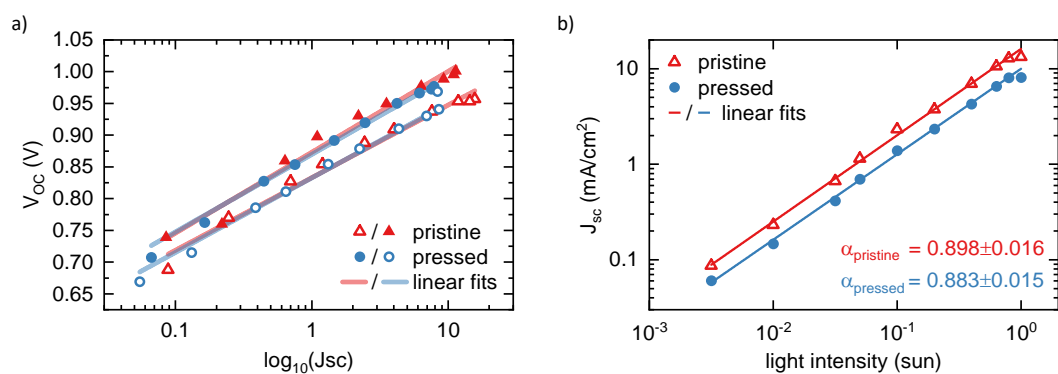 a)
1.05
1.00
0.95
0.90
0.85
0.80
0.75
0.70
0.65
V_OC (V)
0.1
1
10
log₁₀(Jsc)
/ pristine
/ pressed
/ linear fits
b)
10
1
0.1
J_sc (mA/cm²)
10⁻³
10⁻²
10⁻¹
10⁰
light intensity (sun)
pristine
pressed
/ linear fits
α_pristine = 0.898±0.016
α_pressed = 0.883±0.015